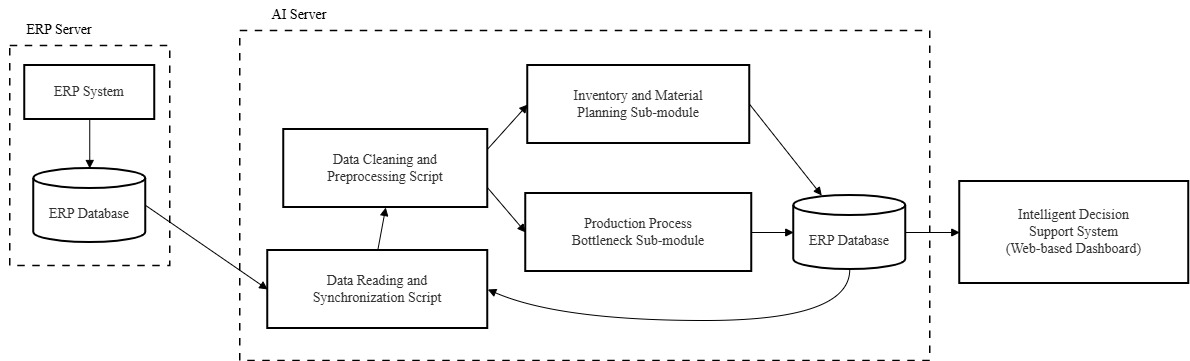 ERP Server
ERP System
ERP Database
AI Server
Data Cleaning and
Preprocessing Script
Data Reading and
Synchronization Script
Inventory and Material
Planning Sub-module
Production Process
Bottleneck Sub-module
ERP Database
Intelligent Decision
Support System
(Web-based Dashboard)